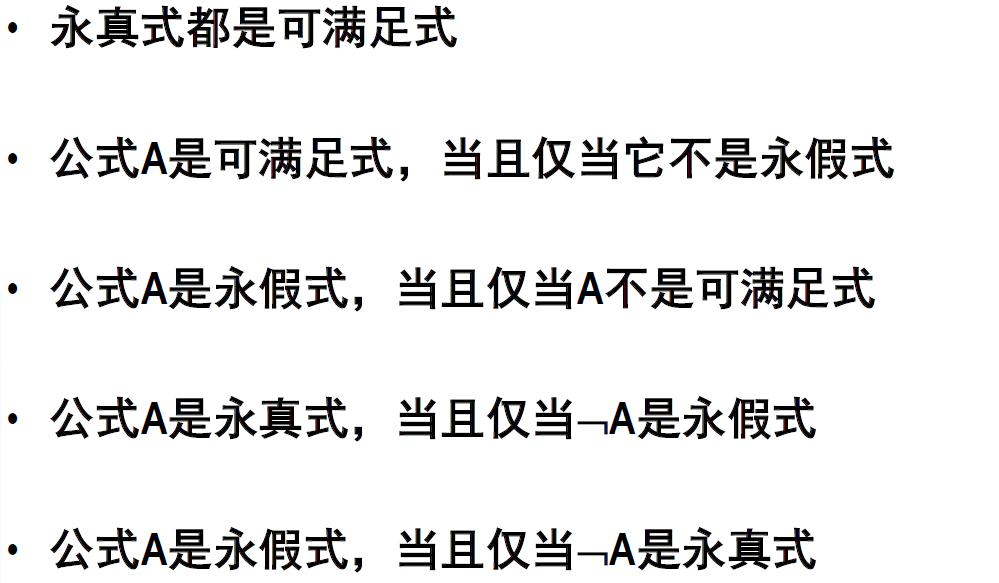 • 永真式都是可满足式
• 公式A是可满足式，当且仅当它不是永假式
• 公式A是永假式，当且仅当A不是可满足式
• 公式A是永真式，当且仅当¬A是永假式
• 公式A是永假式，当且仅当¬A是永真式